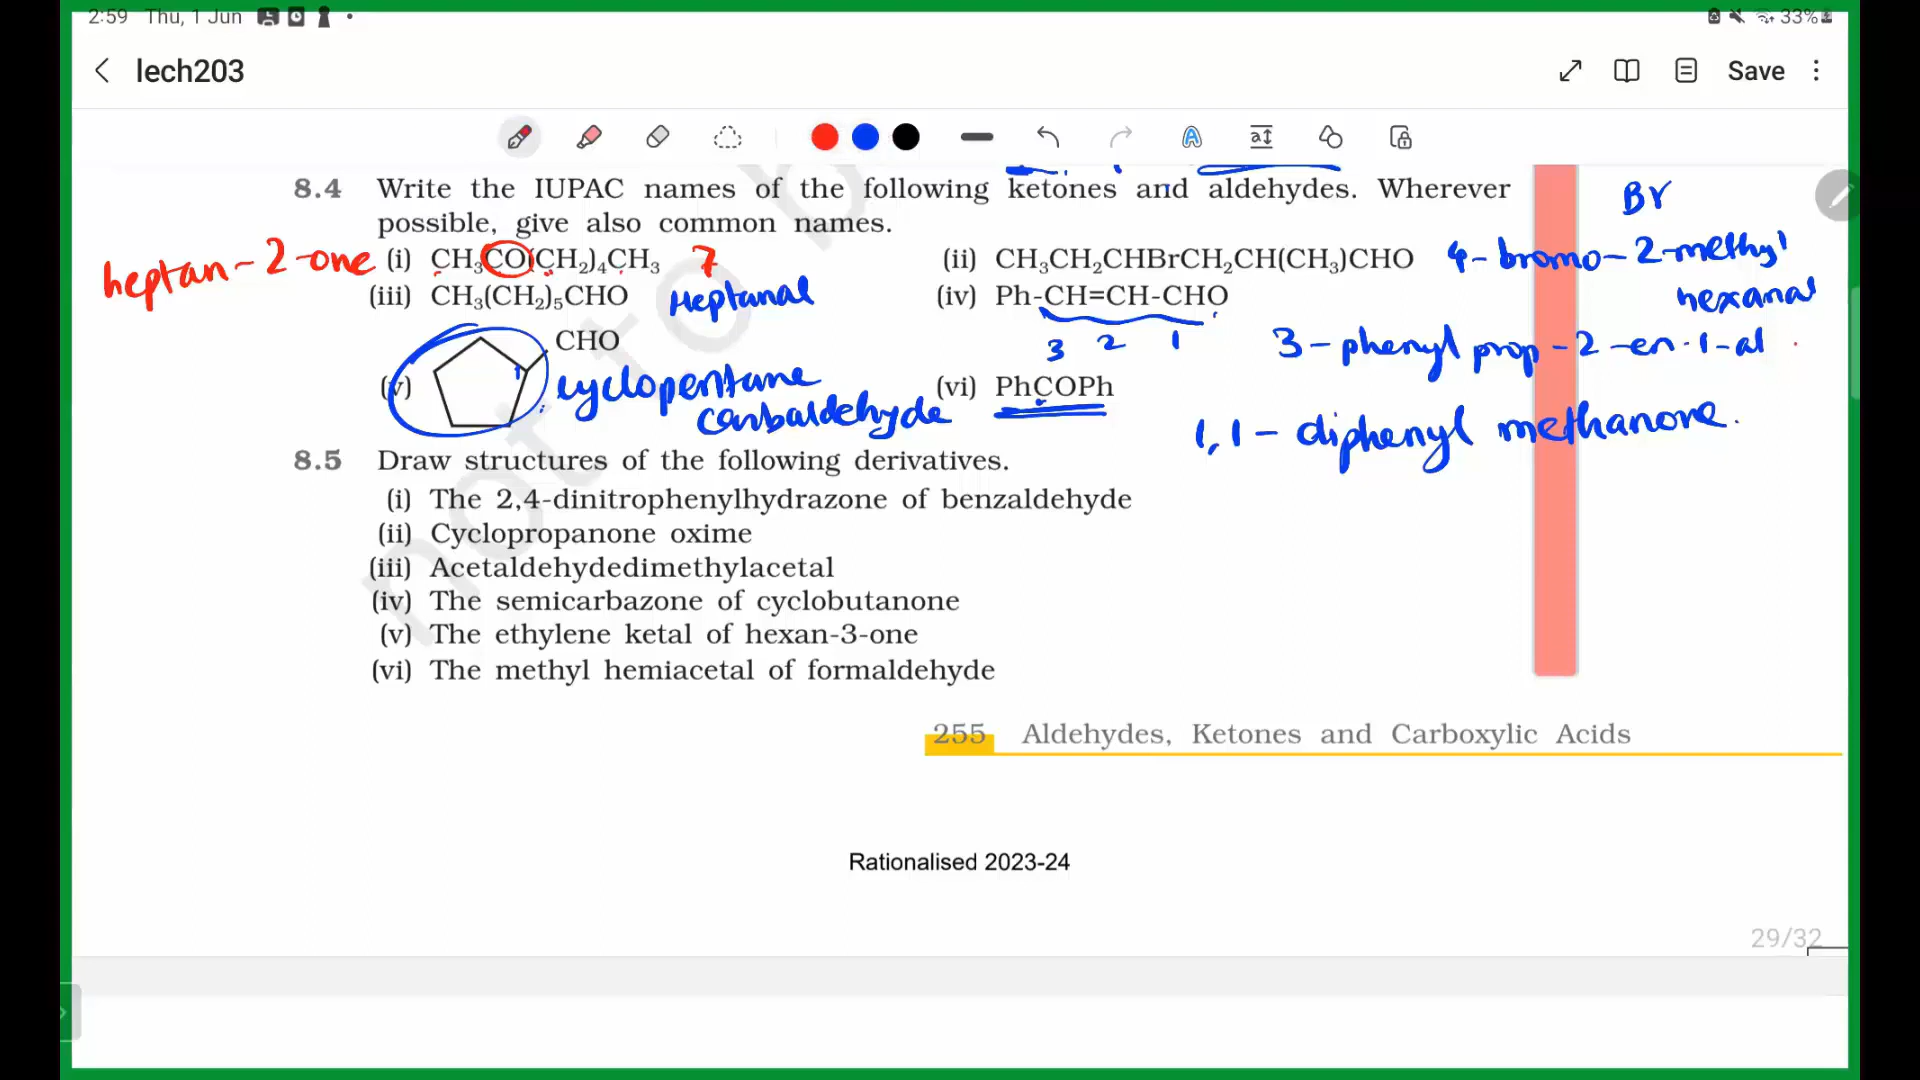 2:59 Thu, 1 Jun 33%
lech203 Save
8.4 Write the IUPAC names of the following ketones and aldehydes. Wherever
possible, give also common names.
Br
heptan-2-one (i) CH₃CO(CH₂)₄CH₃ 7 (ii) CH₃CH₂CHBrCH₂CH(CH₃)CHO 4-bromo-2-methyl
hexanal
(iii) CH₃(CH₂)₅CHO Heptanal (iv) Ph-CH=CH-CHO
3 2 1 3-phenyl prop-2-en-1-al
CHO
1
(v) cyclopentane
carbaldehyde
(vi) PhCOPh 1,1-diphenyl methanone.
8.5 Draw structures of the following derivatives.
(i) The 2,4-dinitrophenylhydrazone of benzaldehyde
(ii) Cyclopropanone oxime
(iii) Acetaldehydedimethylacetal
(iv) The semicarbazone of cyclobutanone
(v) The ethylene ketal of hexan-3-one
(vi) The methyl hemiacetal of formaldehyde
255 Aldehydes, Ketones and Carboxylic Acids
Rationalised 2023-24
29/32
not to b